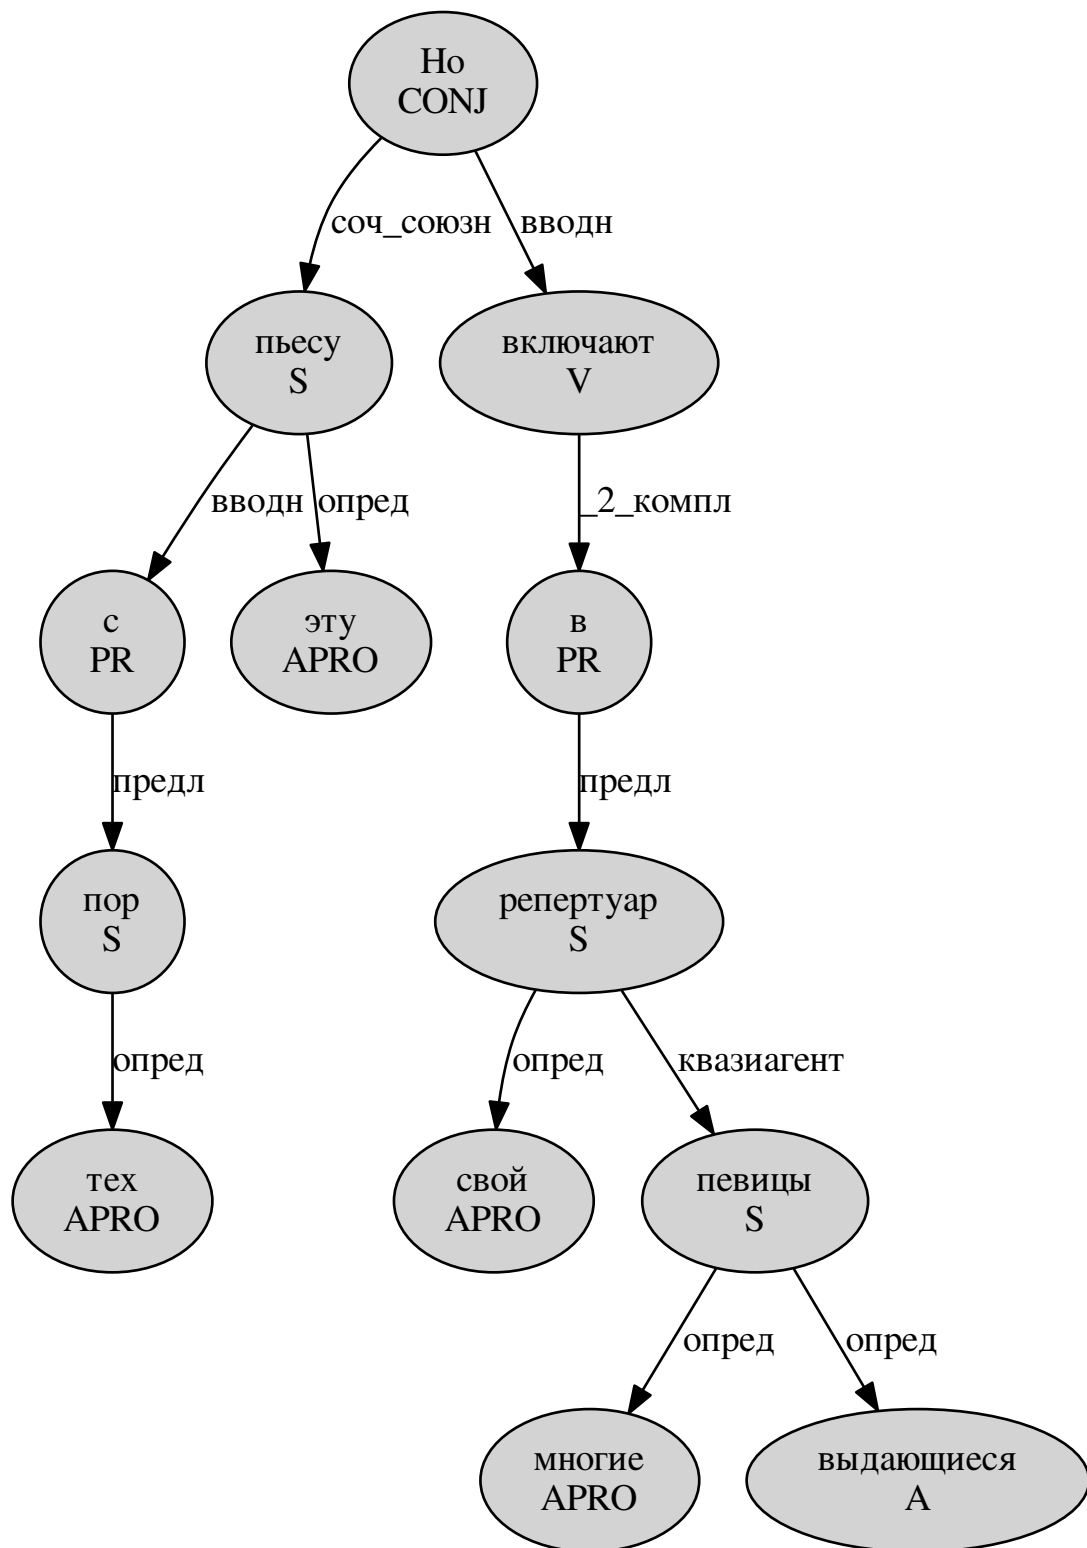 Но
CONJ
соч_союзн
вводн
пьесу
S
включают
V
вводн
опред
_2_компл
с
PR
эту
APRO
в
PR
предл
предл
пор
S
репертуар
S
опред
опред
квазиагент
тех
APRO
свой
APRO
певицы
S
опред
опред
многие
APRO
выдающиеся
A